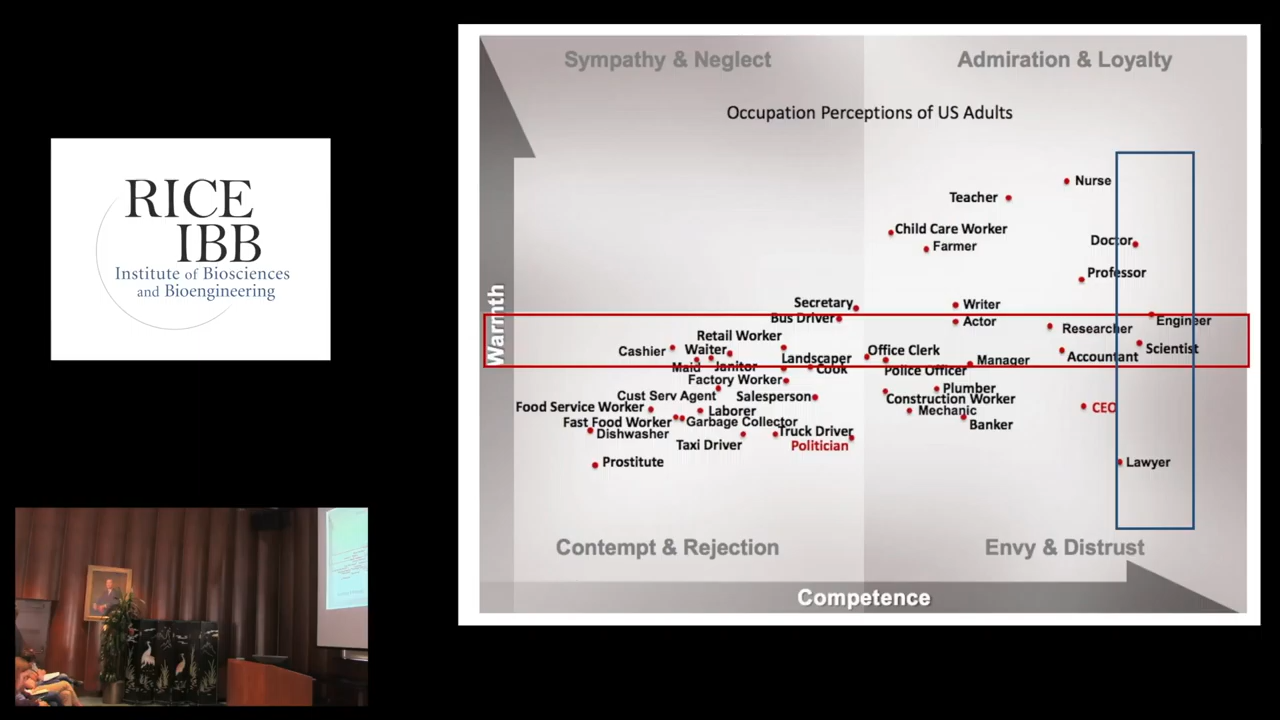 RICE
IBB
Institute of Biosciences
and Bioengineering
Sympathy & Neglect
Admiration & Loyalty
Occupation Perceptions of US Adults
Nurse
Teacher
Child Care Worker
Farmer
Doctor
Professor
Secretary
Writer
Bus Driver
Actor
Engineer
Researcher
Retail Worker
Cashier
Waiter
Office Clerk
Scientist
Landscaper
Accountant
Manager
Maid
Janitor
Cook
Police Officer
Factory Worker
Plumber
Cust Serv Agent
Salesperson
Construction Worker
Food Service Worker
Laborer
Mechanic
CEO
Fast Food Worker
Garbage Collector
Banker
Dishwasher
Truck Driver
Taxi Driver
Politician
Prostitute
Lawyer
Warmth
Contempt & Rejection
Envy & Distrust
Competence